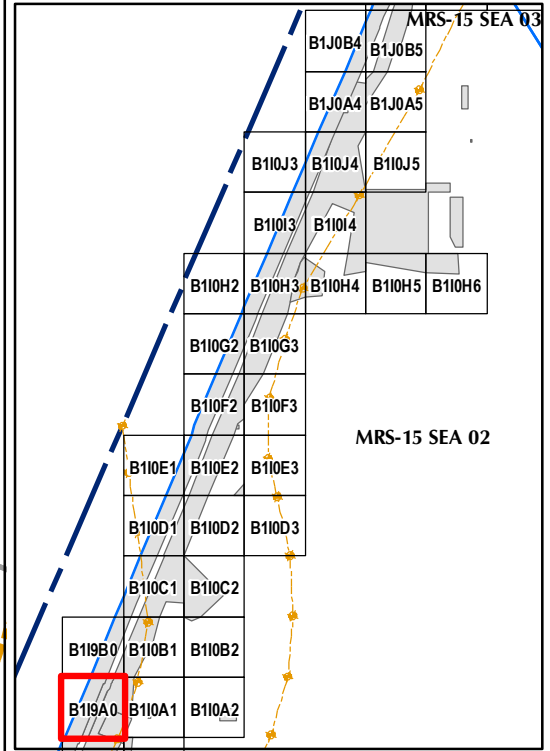 MRS-15 SEA 03
B1J0B4 B1J0B5
B1J0A4 B1J0A5
B1I0J3 B1I0J4 B1I0J5
B1I0I3 B1I0I4
B1I0H2 B1I0H3 B1I0H4 B1I0H5 B1I0H6
B1I0G2 B1I0G3
B1I0F2 B1I0F3
MRS-15 SEA 02
B1I0E1 B1I0E2 B1I0E3
B1I0D1 B1I0D2 B1I0D3
B1I0C1 B1I0C2
B1I9B0 B1I0B1 B1I0B2
B1I9A0 B1I0A1 B1I0A2